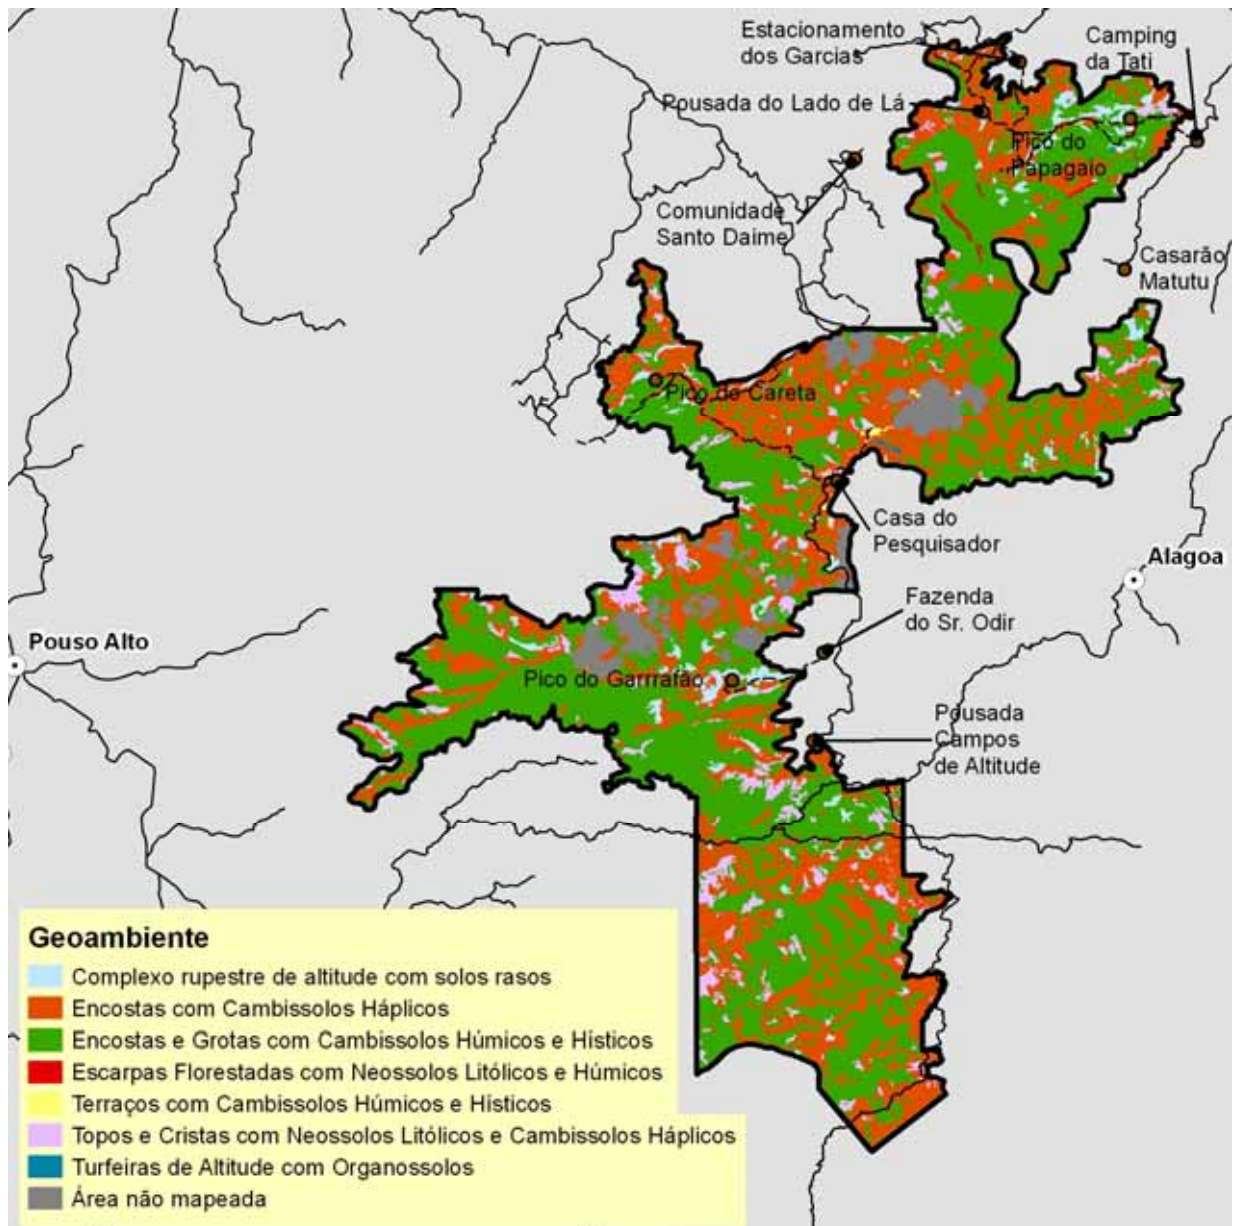 Estacionamento
dos Garcias
Camping
da Tati
Pousada do Lado de Lá
Pico do
Papagaio
Comunidade
Santo Daime
Casarão
Matutu
Pico do Careta
Casa do
Pesquisador
Alagoa
Fazenda
do Sr. Odir
Pouso Alto
Pico do Garrrafão
Pousada
Campos
de Altitude
Geoambiente
Complexo rupestre de altitude com solos rasos
Encostas com Cambissolos Háplicos
Encostas e Grotas com Cambissolos Húmicos e Hísticos
Escarpas Florestadas com Neossolos Litólicos e Húmicos
Terraços com Cambissolos Húmicos e Hísticos
Topos e Cristas com Neossolos Litólicos e Cambissolos Háplicos
Turfeiras de Altitude com Organossolos
Área não mapeada